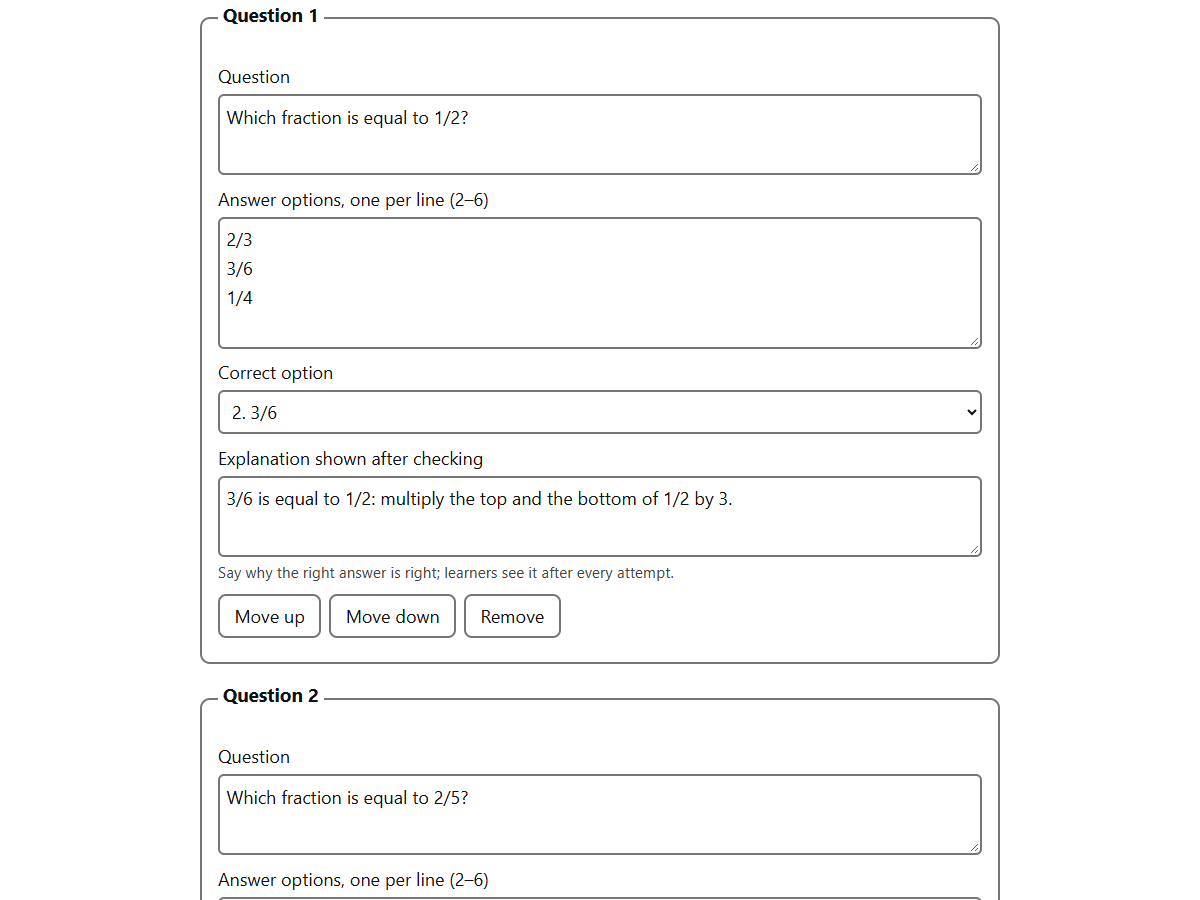 Question 1
Question
Which fraction is equal to 1/2?
Answer options, one per line (2–6)
2/3
3/6
1/4
Correct option
2. 3/6
Explanation shown after checking
3/6 is equal to 1/2: multiply the top and the bottom of 1/2 by 3.
Say why the right answer is right; learners see it after every attempt.
Move up Move down Remove
Question 2
Question
Which fraction is equal to 2/5?
Answer options, one per line (2–6)